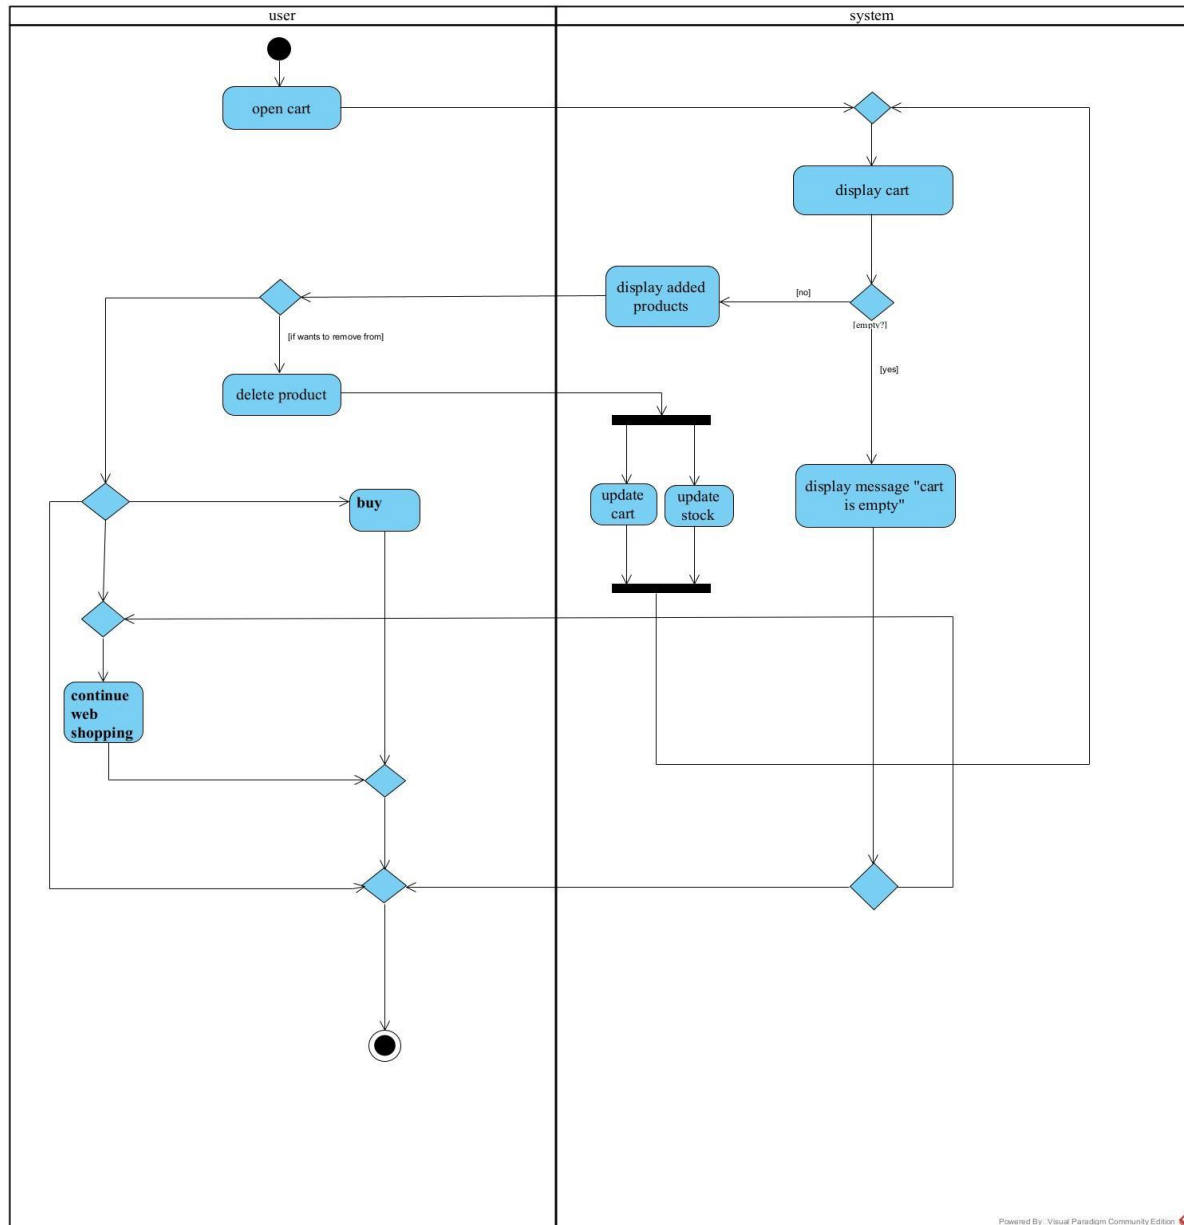 user
system
open cart
display cart
display added
products
[no]
[empty?]
[if wants to remove from]
[yes]
delete product
buy
update
cart
update
stock
display message "cart
is empty"
continue
web
shopping
Powered By Visual Paradigm Community Edition